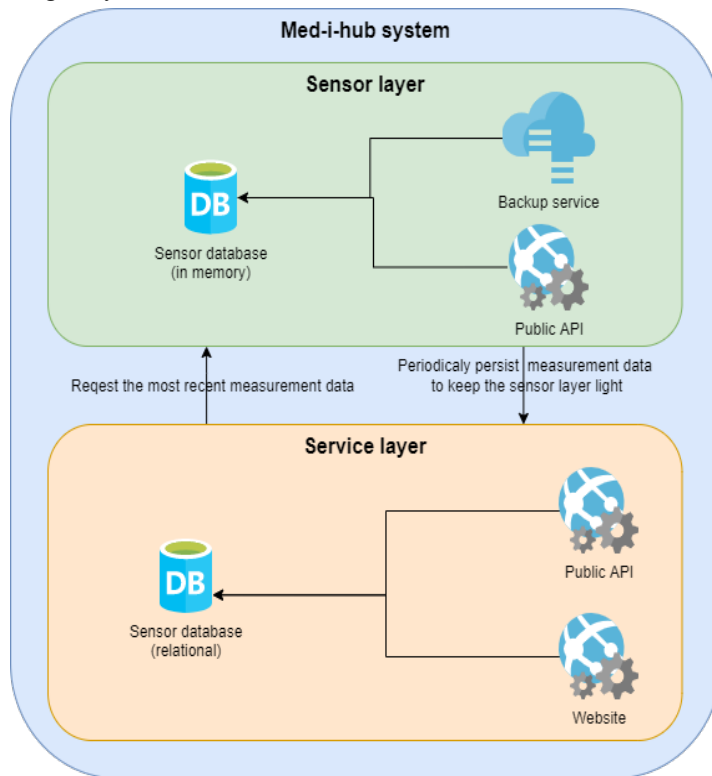 Med-i-hub system
Sensor layer
DB
Sensor database
(in memory)
Backup service
Public API
Reqest the most recent measurement data
Periodicaly persist measurement data
to keep the sensor layer light
Service layer
DB
Sensor database
(relational)
Public API
Website